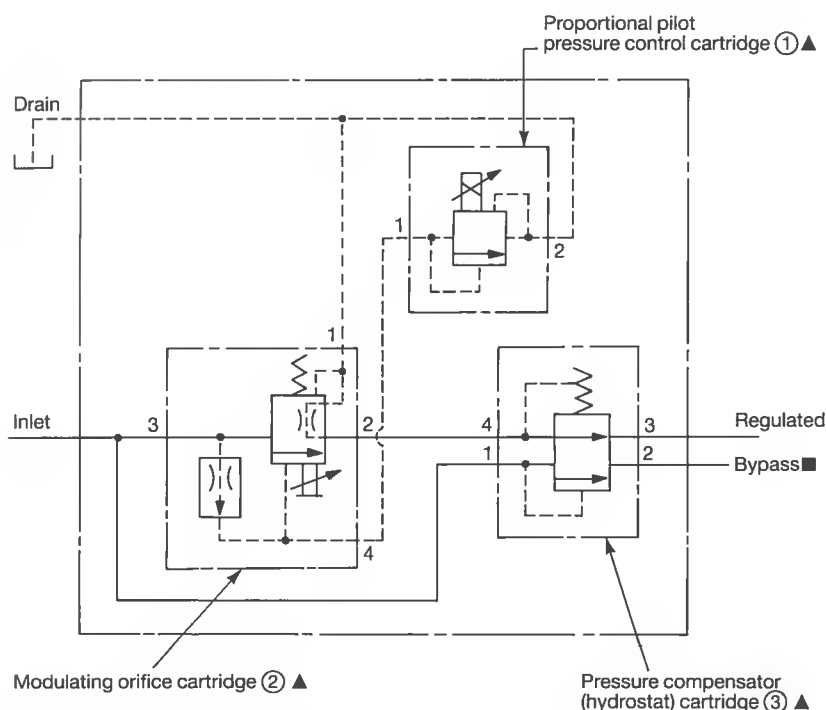 Proportional pilot
pressure control cartridge ① ▲
Drain
1
2
1
Inlet
3
2
4
3
Regulated
1
2
Bypass■
4
Modulating orifice cartridge ② ▲
Pressure compensator
(hydrostat) cartridge ③ ▲